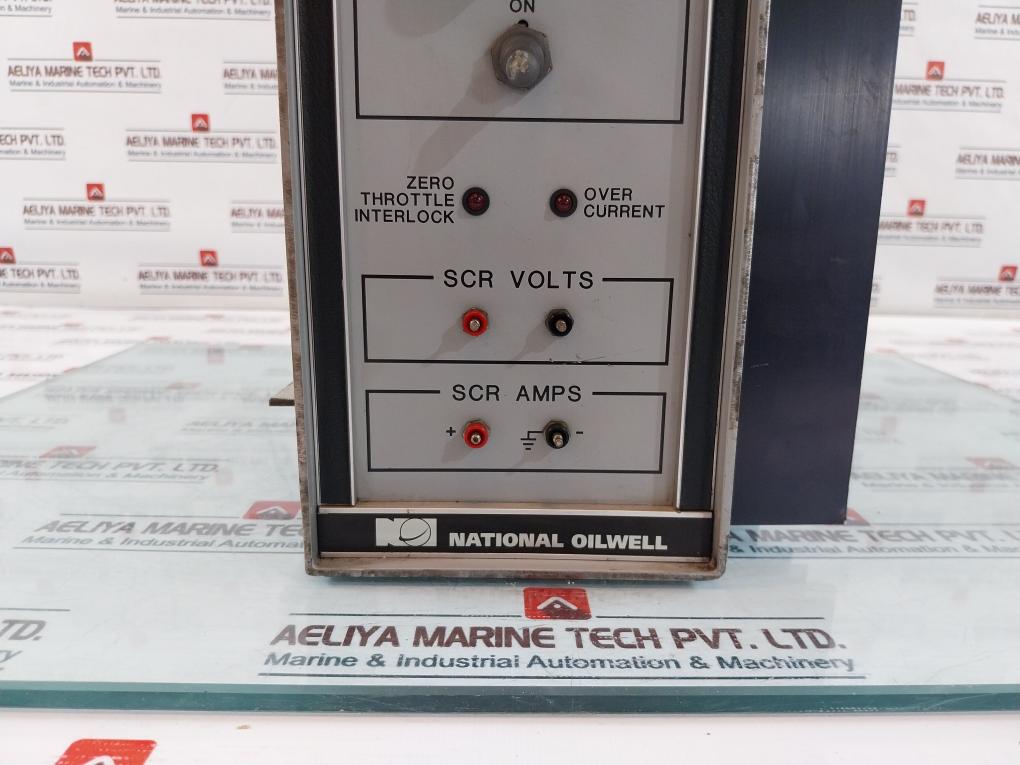 ON
ZERO
THROTTLE
INTERLOCK
OVER
CURRENT
SCR VOLTS
SCR AMPS
+ -
NO NATIONAL OILWELL
AELIYA MARINE TECH PVT. LTD.
Marine & Industrial Automation & Machinery